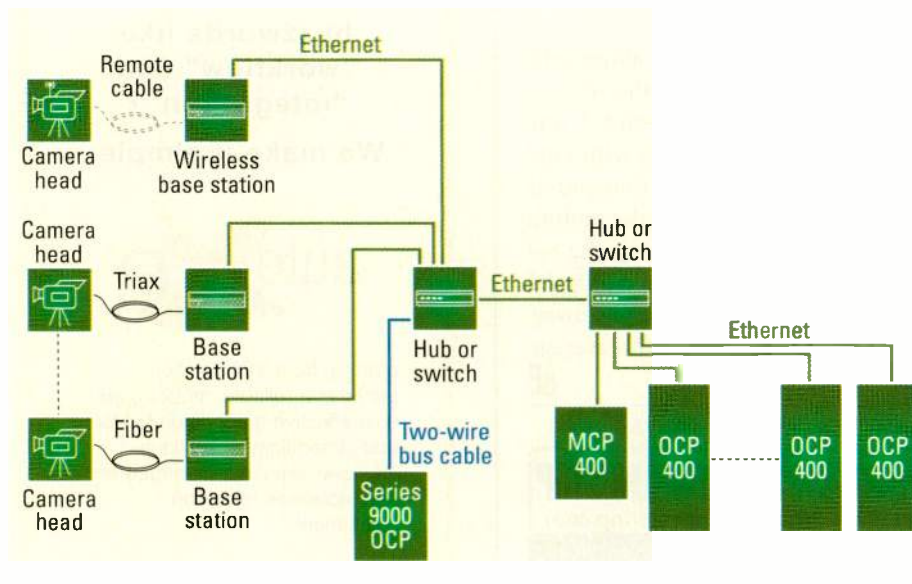 Ethernet
Remote
cable
Camera
head
Wireless
base station
Camera
head
Triax
Base
station
Hub or
switch
Ethernet
Hub or
switch
Ethernet
Fiber
Camera
head
Base
station
Two-wire
bus cable
Series
9000
OCP
MCP
400
OCP
400
OCP
400
OCP
400
We make